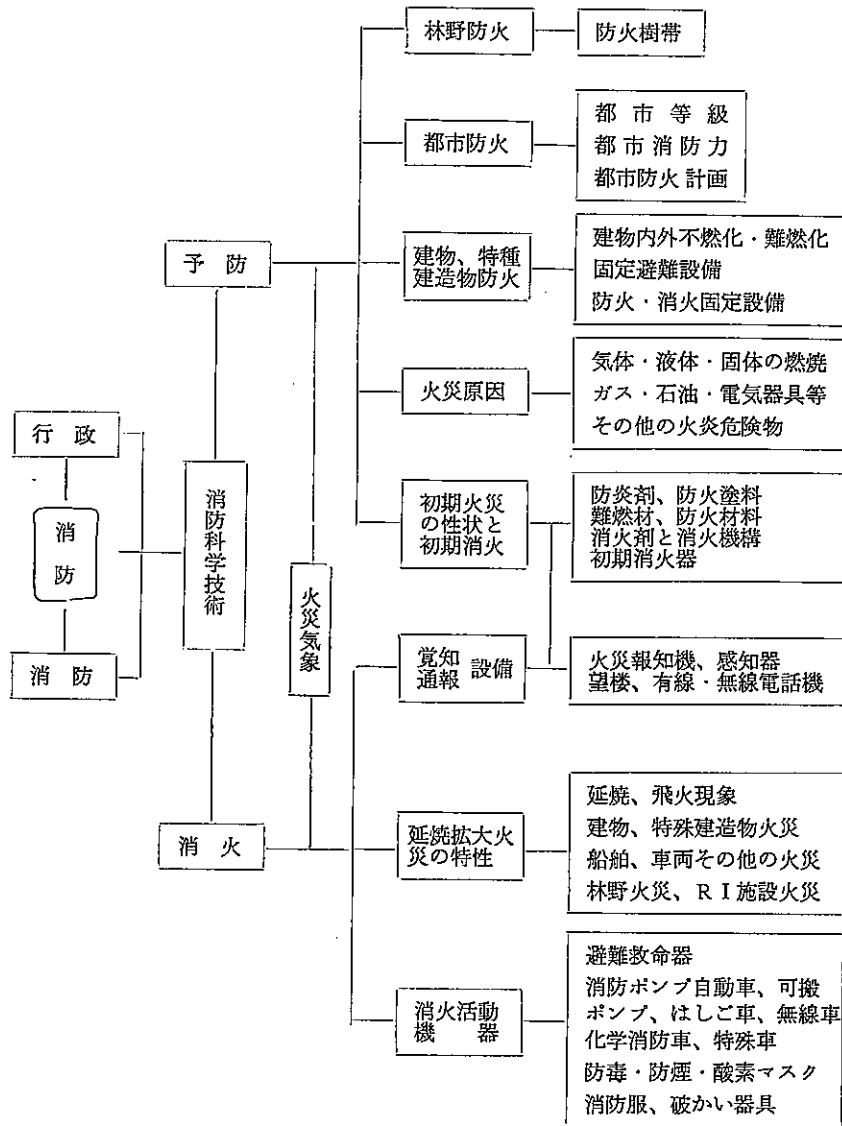 林野防火
防火樹帯
都市防火
都市等級
都市消防力
都市防火計画
予防
建物、特種
建造物防火
建物内外不燃化・難燃化
固定避難設備
防火・消火固定設備
火災原因
気体・液体・固体の燃焼
ガス・石油・電気器具等
その他の火炎危険物
行政
消防
消防
消防科学技術
初期火災
の性状と
初期消火
防炎剤、防火塗料
難燃材、防火材料
消火剤と消火機構
初期消火器
火災気象
覚知
通報
設備
火災報知機、感知器
望楼、有線・無線電話機
消火
延焼拡大火
災の特性
延焼、飛火現象
建物、特殊建造物火災
船舶、車両その他の火災
林野火災、RI施設火災
消火活動
機器
避難救命器
消防ポンプ自動車、可搬
ポンプ、はしご車、無線車
化学消防車、特殊車
防毒・防煙・酸素マスク
消防服、破かい器具